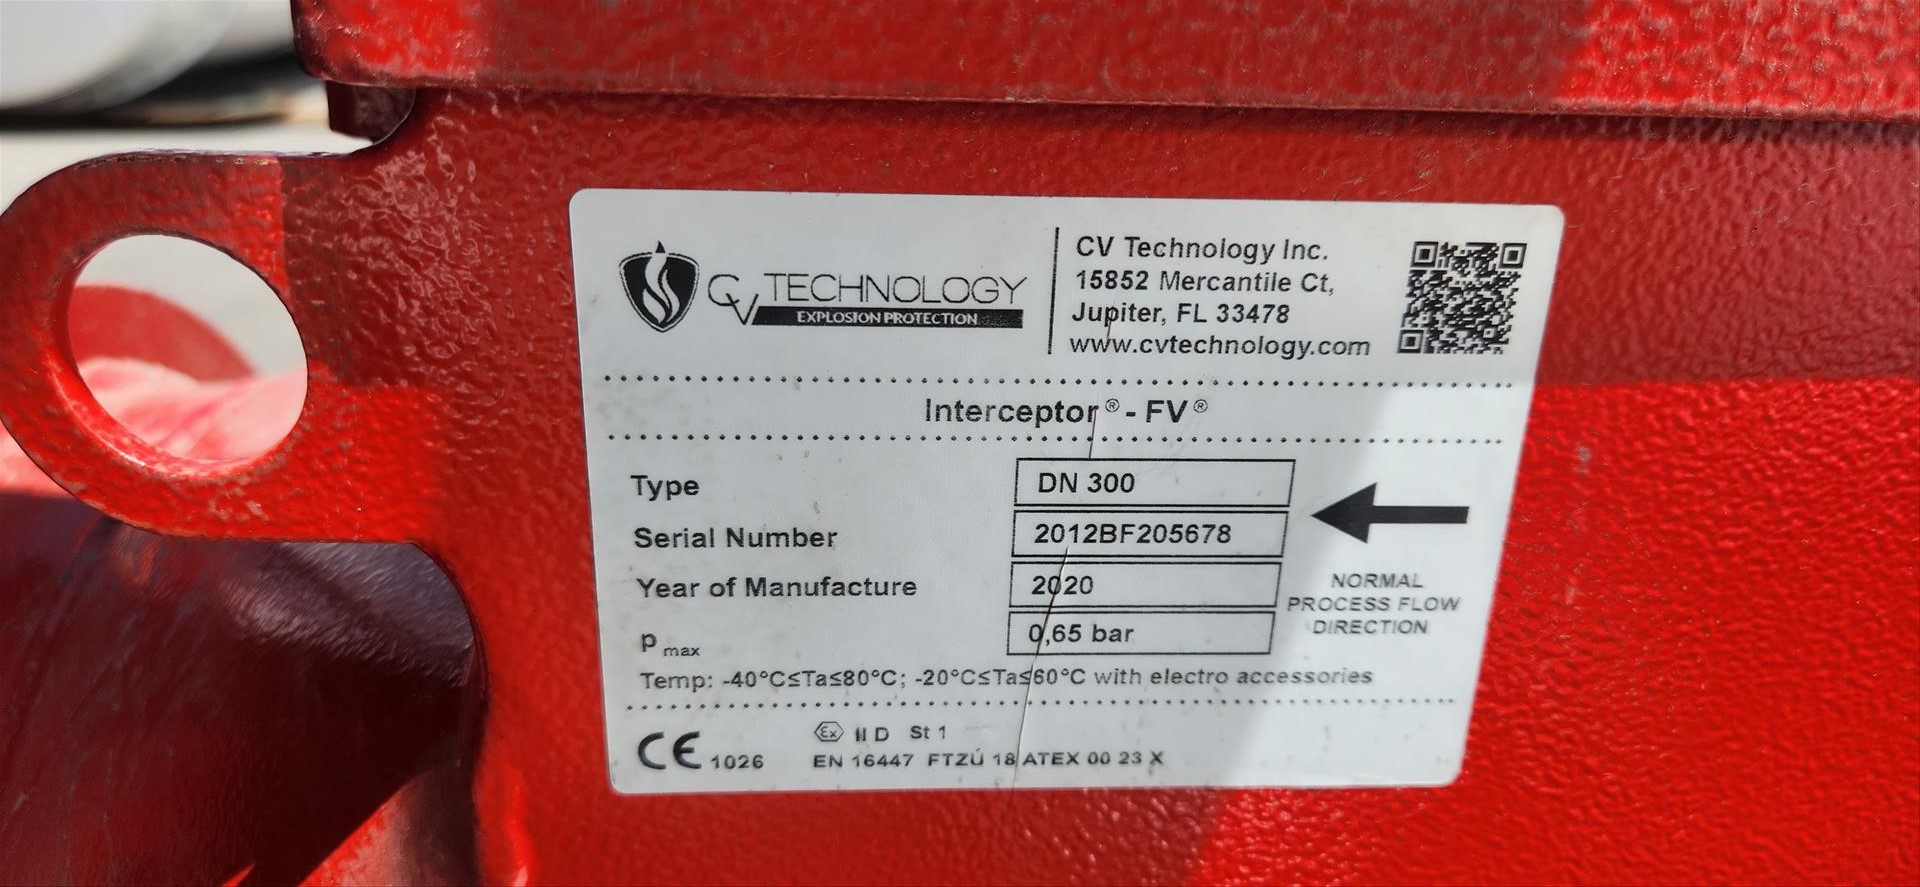 CV TECHNOLOGY
EXPLOSION PROTECTION
CV Technology Inc.
15852 Mercantile Ct,
Jupiter, FL 33478
www.cvtechnology.com
Interceptor® - FV®
Type DN 300
Serial Number 2012BF205678
Year of Manufacture 2020
p max 0,65 bar
NORMAL
PROCESS FLOW
DIRECTION
Temp: -40°C≤Ta≤80°C; -20°C≤Ta≤60°C with electro accessories
CE 1026
Ex II D St 1
EN 16447 FTZÚ 18 ATEX 00 23 X